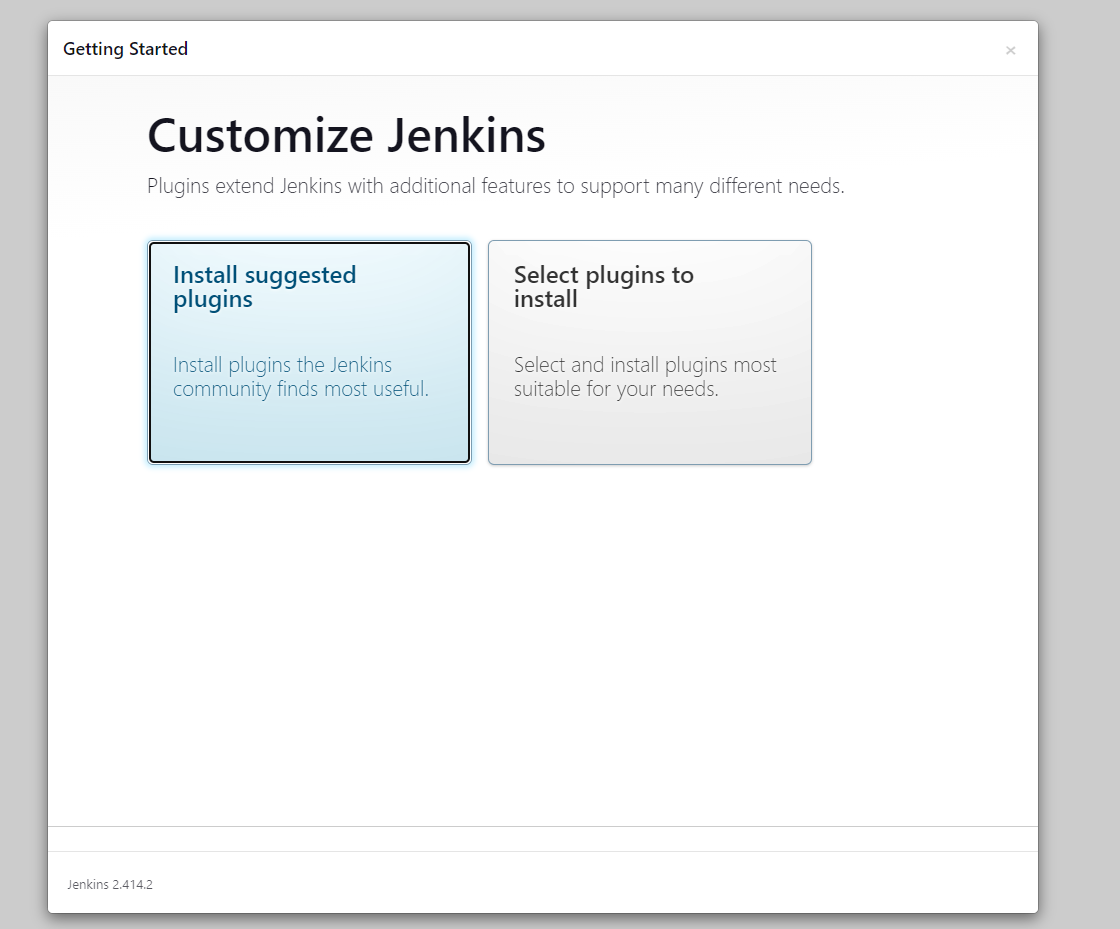 Getting Started
×
Customize Jenkins
Plugins extend Jenkins with additional features to support many different needs.
Install suggested
plugins
Install plugins the Jenkins
community finds most useful.
Select plugins to
install
Select and install plugins most
suitable for your needs.
Jenkins 2.414.2